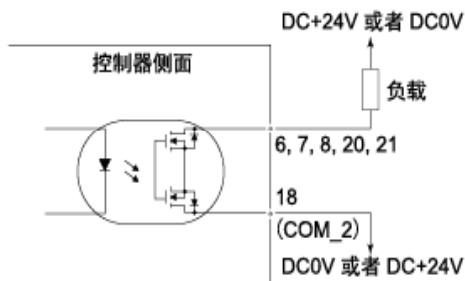 DC+24V 或者 DC0V
控制器侧面
负载
6, 7, 8, 20, 21
18
(COM_2)
DC0V 或者 DC+24V